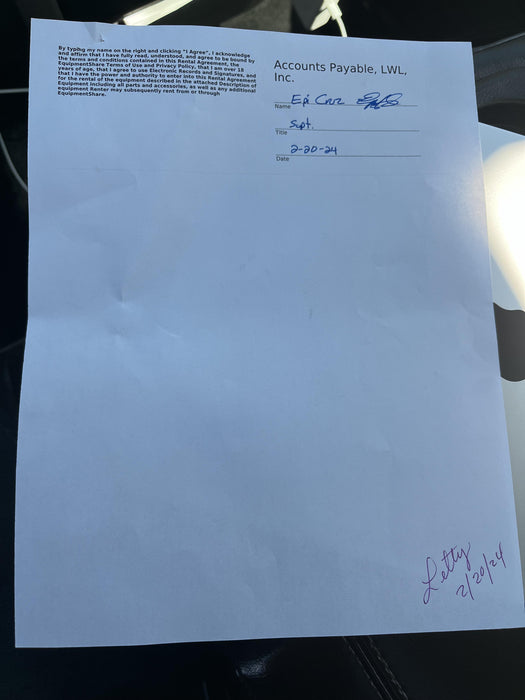 By typing my name on the right and clicking "I Agree", I acknowledge
and affirm that I have fully read, understood, and agree to be bound by
the terms and conditions contained in this Rental Agreement, the
EquipmentShare Terms of Use and Privacy Policy, that I am over 18
years of age, that I agree to use Electronic Records and Signatures, and
that I have the power and authority to enter into this Rental Agreement
for the rental of the equipment described in the attached Description of
Equipment including all parts and accessories, as well as any additional
equipment Renter may subsequently rent from or through
EquipmentShare.
Accounts Payable, LWL,
Inc.
Epi Cruz
Name
Supt.
Title
2-20-24
Date
Letty
2/20/24